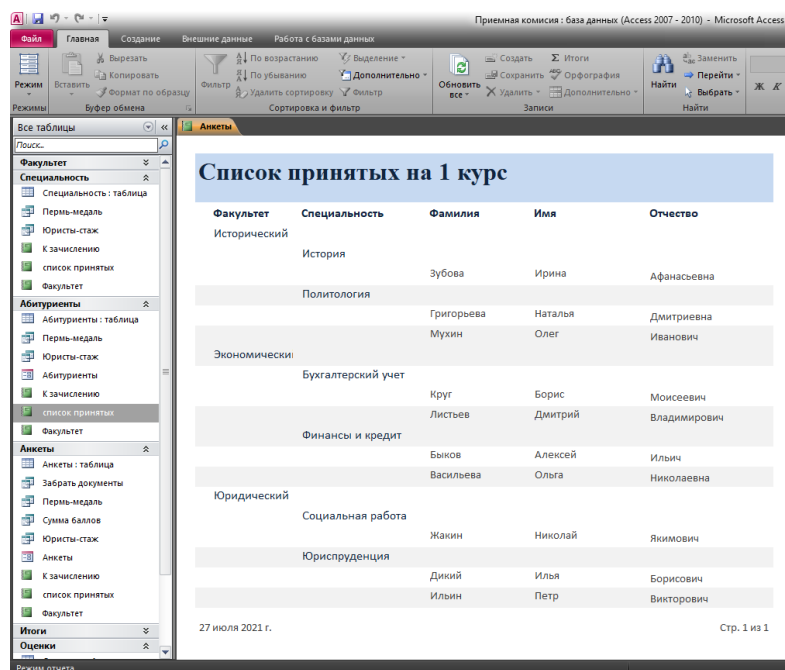 Приемная комисия : база данных (Access 2007 - 2010) - Microsoft Access
Файл Главная Создание Внешние данные Работа с базами данных
Режим
Вставить
Вырезать
Копировать
Формат по образцу
Фильтр
По возрастанию
По убыванию
Удалить сортировку
Выделение
Дополнительно
Фильтр
Обновить
все
Создать
Сохранить
Удалить
Итоги
Орфография
Дополнительно
Найти
Заменить
Перейти
Выбрать
Ж К
Режимы Буфер обмена Сортировка и фильтр Записи Найти
Все таблицы
Поиск...
Факультет
Специальность
Специальность : таблица
Пермь-медаль
Юристы-стаж
К зачислению
список принятых
Факультет
Абитуриенты
Абитуриенты : таблица
Пермь-медаль
Юристы-стаж
Абитуриенты
К зачислению
список принятых
Факультет
Анкеты
Анкеты : таблица
Забрать документы
Пермь-медаль
Сумма баллов
Юристы-стаж
Анкеты
К зачислению
список принятых
Факультет
Итоги
Оценки
Анкеты
Список принятых на 1 курс
Факультет Специальность Фамилия Имя Отчество
Исторический
История
Зубова Ирина Афанасьевна
Политология
Григорьева Наталья Дмитриевна
Мухин Олег Иванович
Экономически
Бухгалтерский учет
Круг Борис Моисеевич
Листьев Дмитрий Владимирович
Финансы и кредит
Быков Алексей Ильич
Васильева Ольга Николаевна
Юридический
Социальная работа
Жакин Николай Якимович
Юриспруденция
Дикий Илья Борисович
Ильин Петр Викторович
27 июля 2021 г. Стр. 1 из 1
Режим отчета